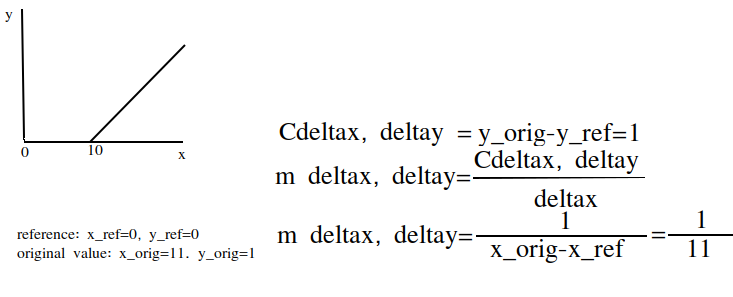 y
0
10
x
reference: x_ref=0, y_ref=0
original value: x_orig=11. y_orig=1
Cdeltax, deltay = y_orig-y_ref=1
m deltax, deltay= Cdeltax, deltay
deltax
m deltax, deltay= 1 = 1
x_orig-x_ref 11